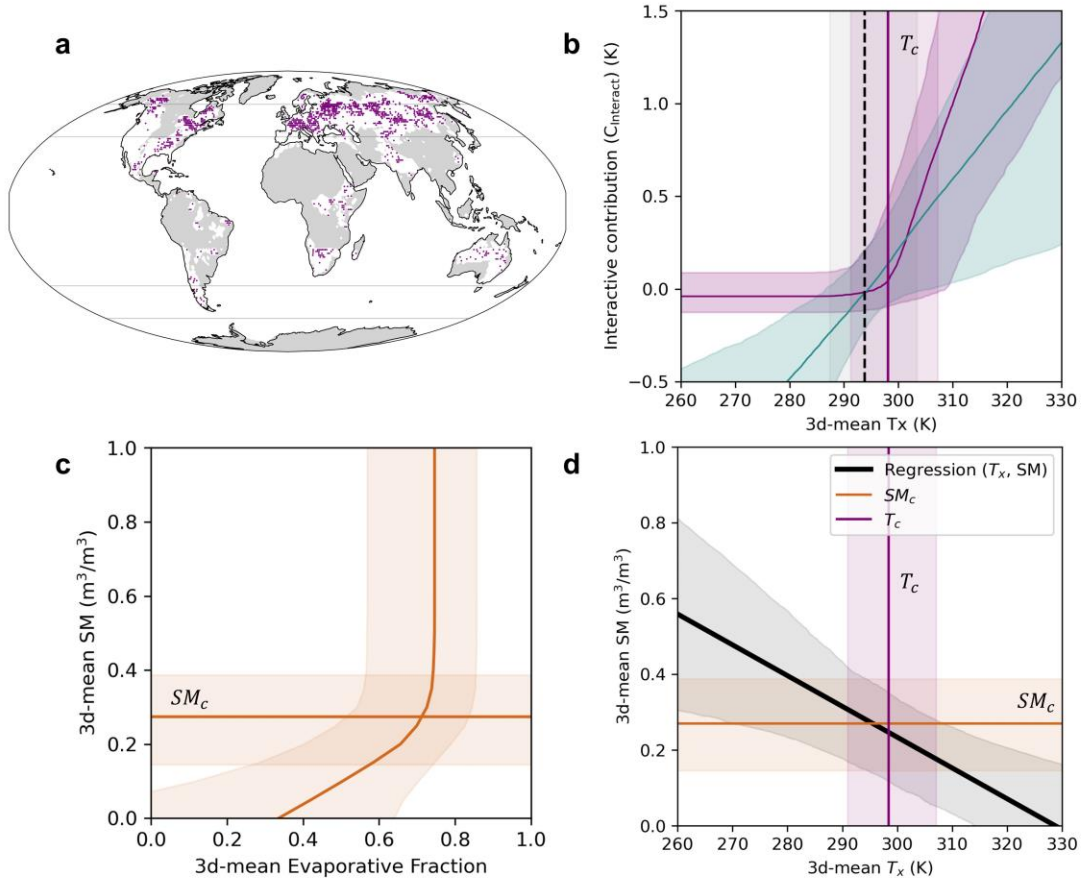 a
b
1.5
1.0
0.5
0.0
−0.5
Interactive contribution (C_Interact) (K)
T_c
260 270 280 290 300 310 320 330
3d-mean Tx (K)
c
1.0
0.8
0.6
0.4
0.2
0.0
3d-mean SM (m³/m³)
SM_c
0.0 0.2 0.4 0.6 0.8 1.0
3d-mean Evaporative Fraction
d
1.0
0.8
0.6
0.4
0.2
0.0
3d-mean SM (m³/m³)
Regression (T_x, SM)
SM_c
T_c
T_c
SM_c
260 270 280 290 300 310 320 330
3d-mean T_x (K)